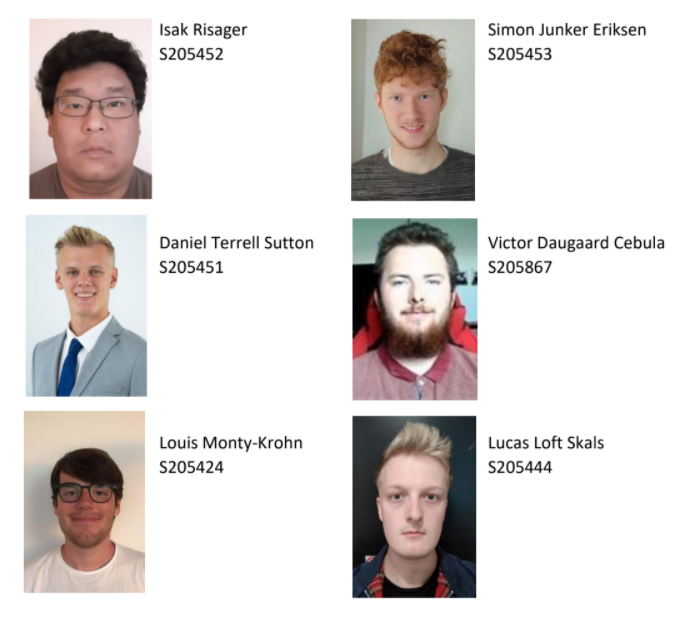 Isak Risager
S205452
Simon Junker Eriksen
S205453
Daniel Terrell Sutton
S205451
Victor Daugaard Cebula
S205867
Louis Monty-Krohn
S205424
Lucas Loft Skals
S205444